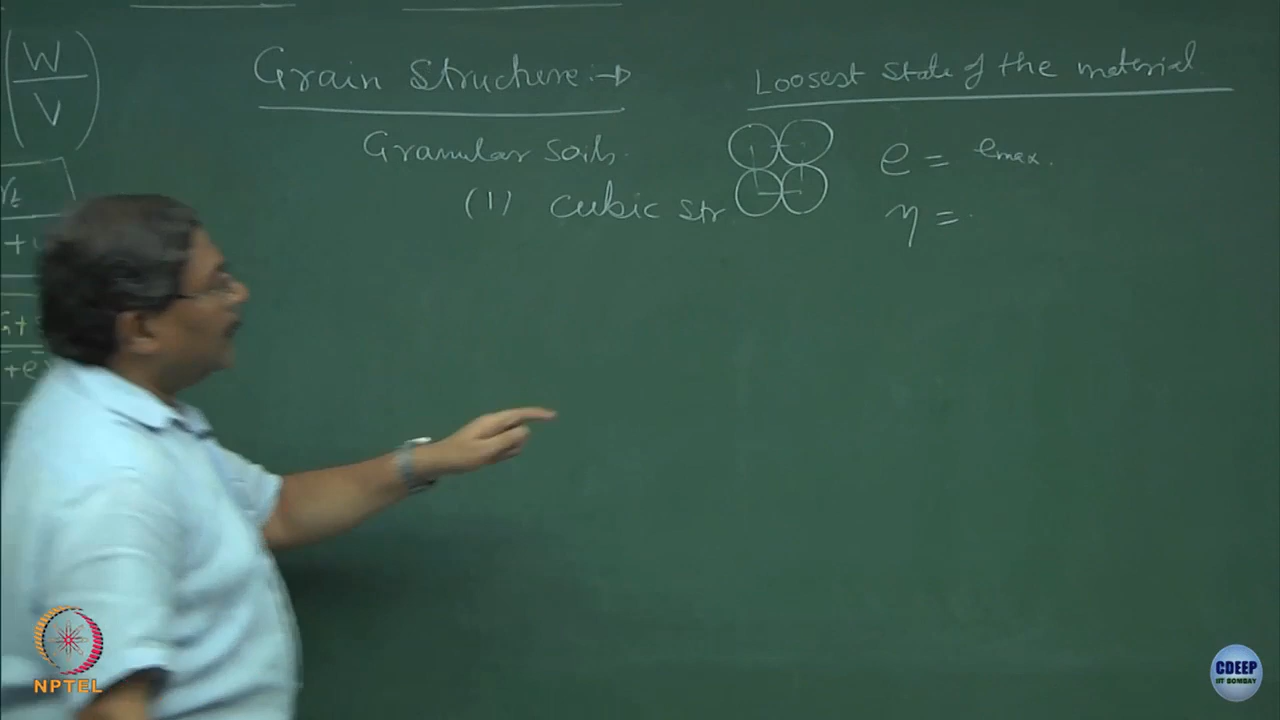 (W/V)
Grain Structure :→
Loosest State of the material
Granular Soils.
(1) Cubic Str
e = emax.
η =
NPTEL
CDEEP
IIT BOMBAY